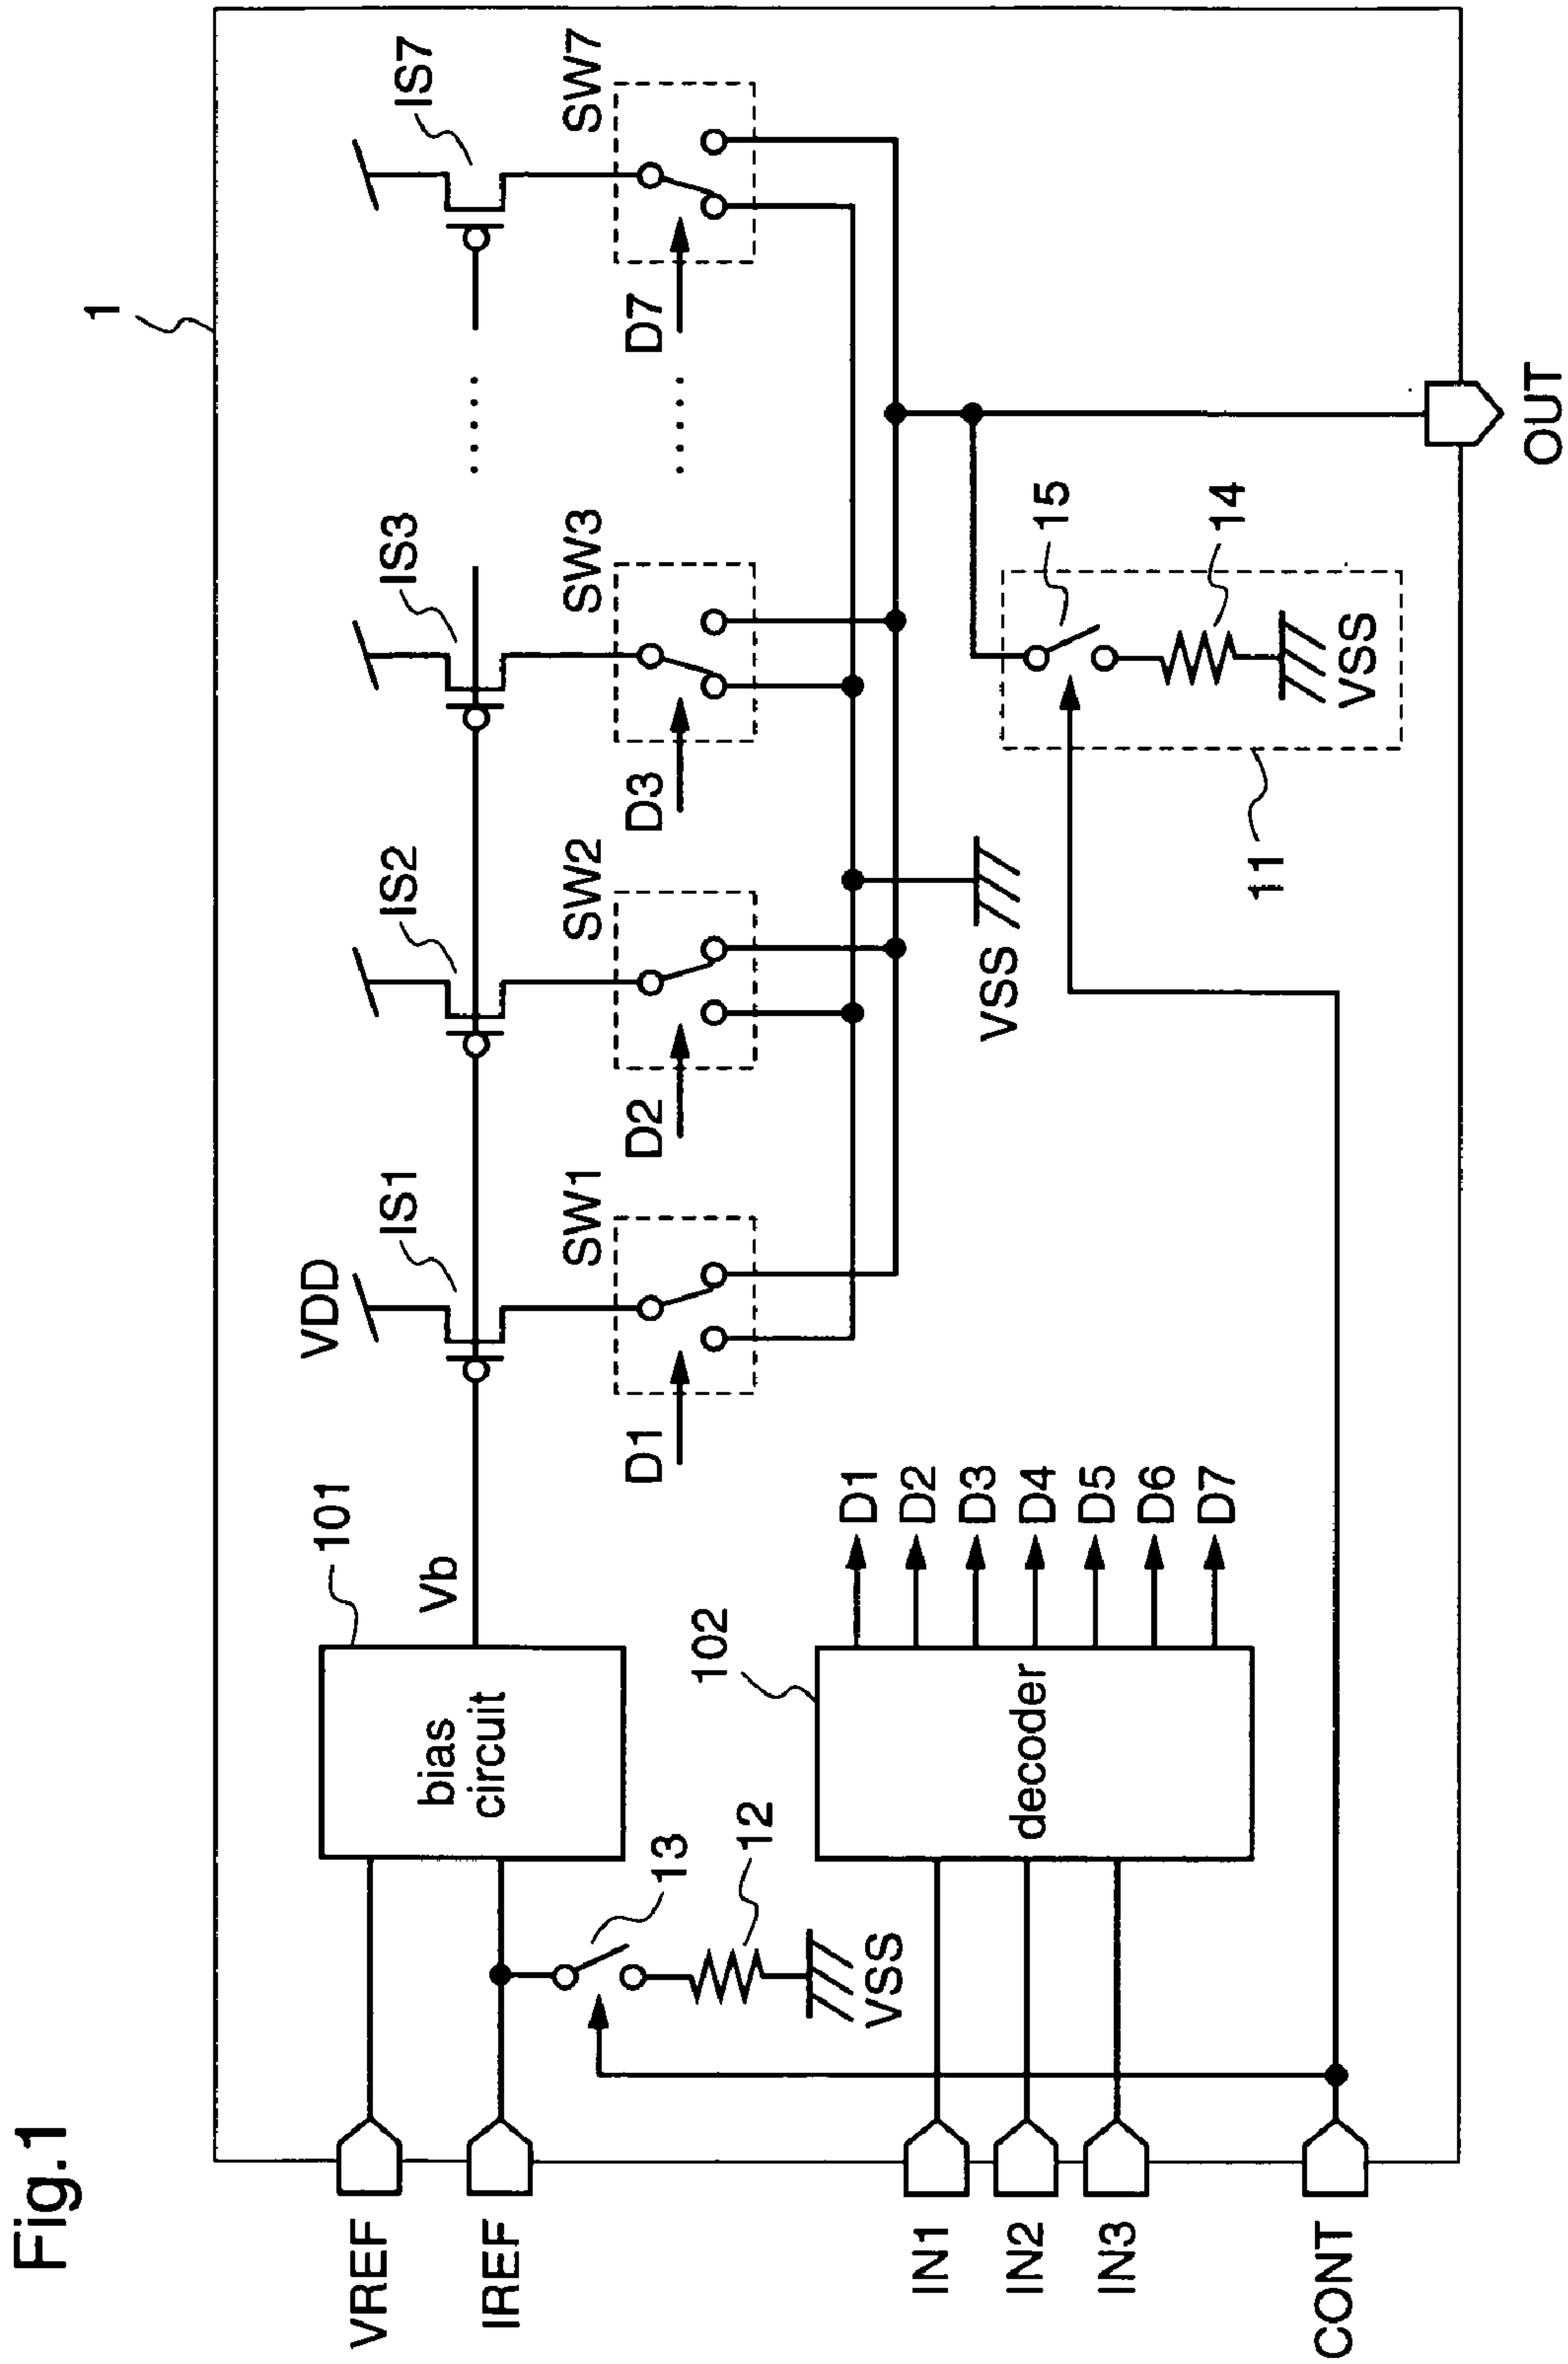 Fig.1
1
VREF
IREF
IN1
IN2
IN3
CONT
101
bias
circuit
Vb
13
12
VSS
102
decoder
D1
D2
D3
D4
D5
D6
D7
VDD
IS1
IS2
IS3
IS7
SW1
SW2
SW3
SW7
D1
D2
D3
D7
VSS
15
14
VSS
11
OUT